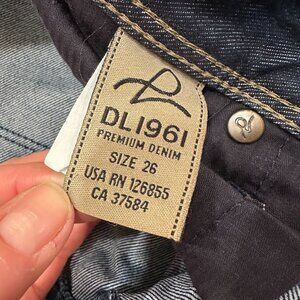 DL1961
PREMIUM DENIM
SIZE 26
USA RN 126855
CA 37584